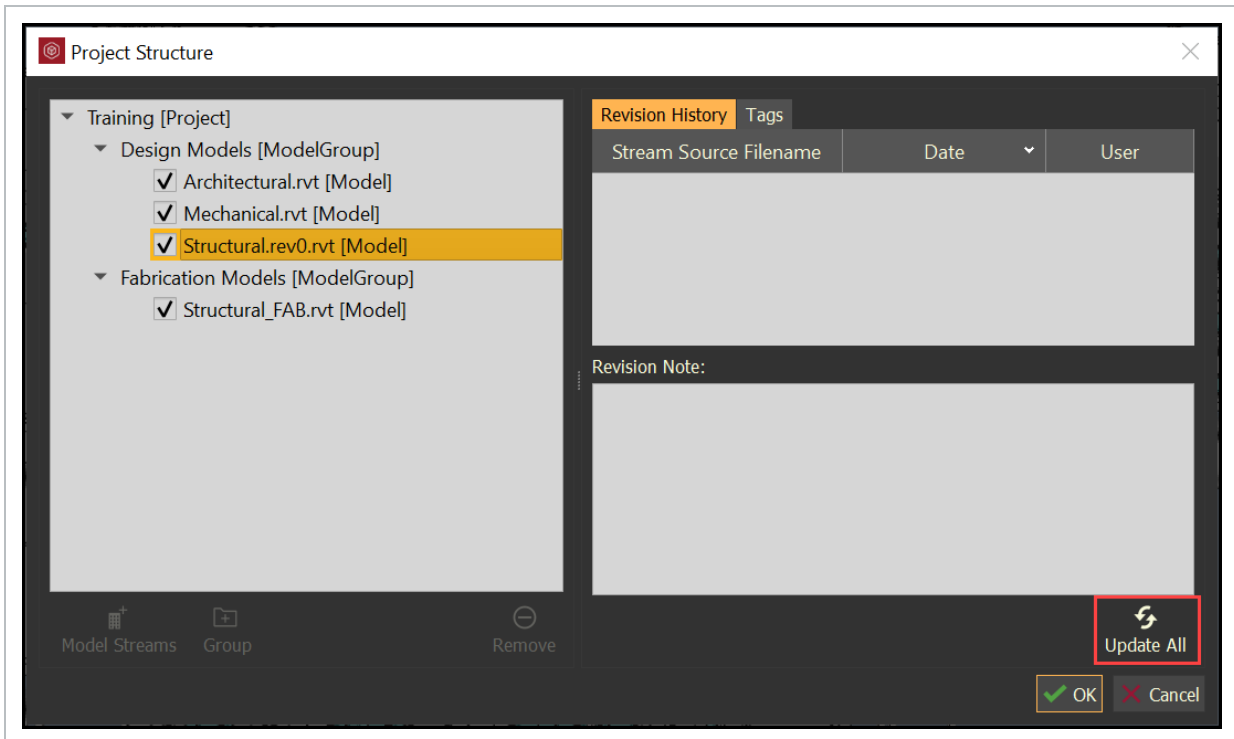 Project Structure
Training [Project]
Design Models [ModelGroup]
Architectural.rvt [Model]
Mechanical.rvt [Model]
Structural.rev0.rvt [Model]
Fabrication Models [ModelGroup]
Structural_FAB.rvt [Model]
Model Streams Group Remove
Revision History Tags
Stream Source Filename Date User
Revision Note:
Update All
OK Cancel